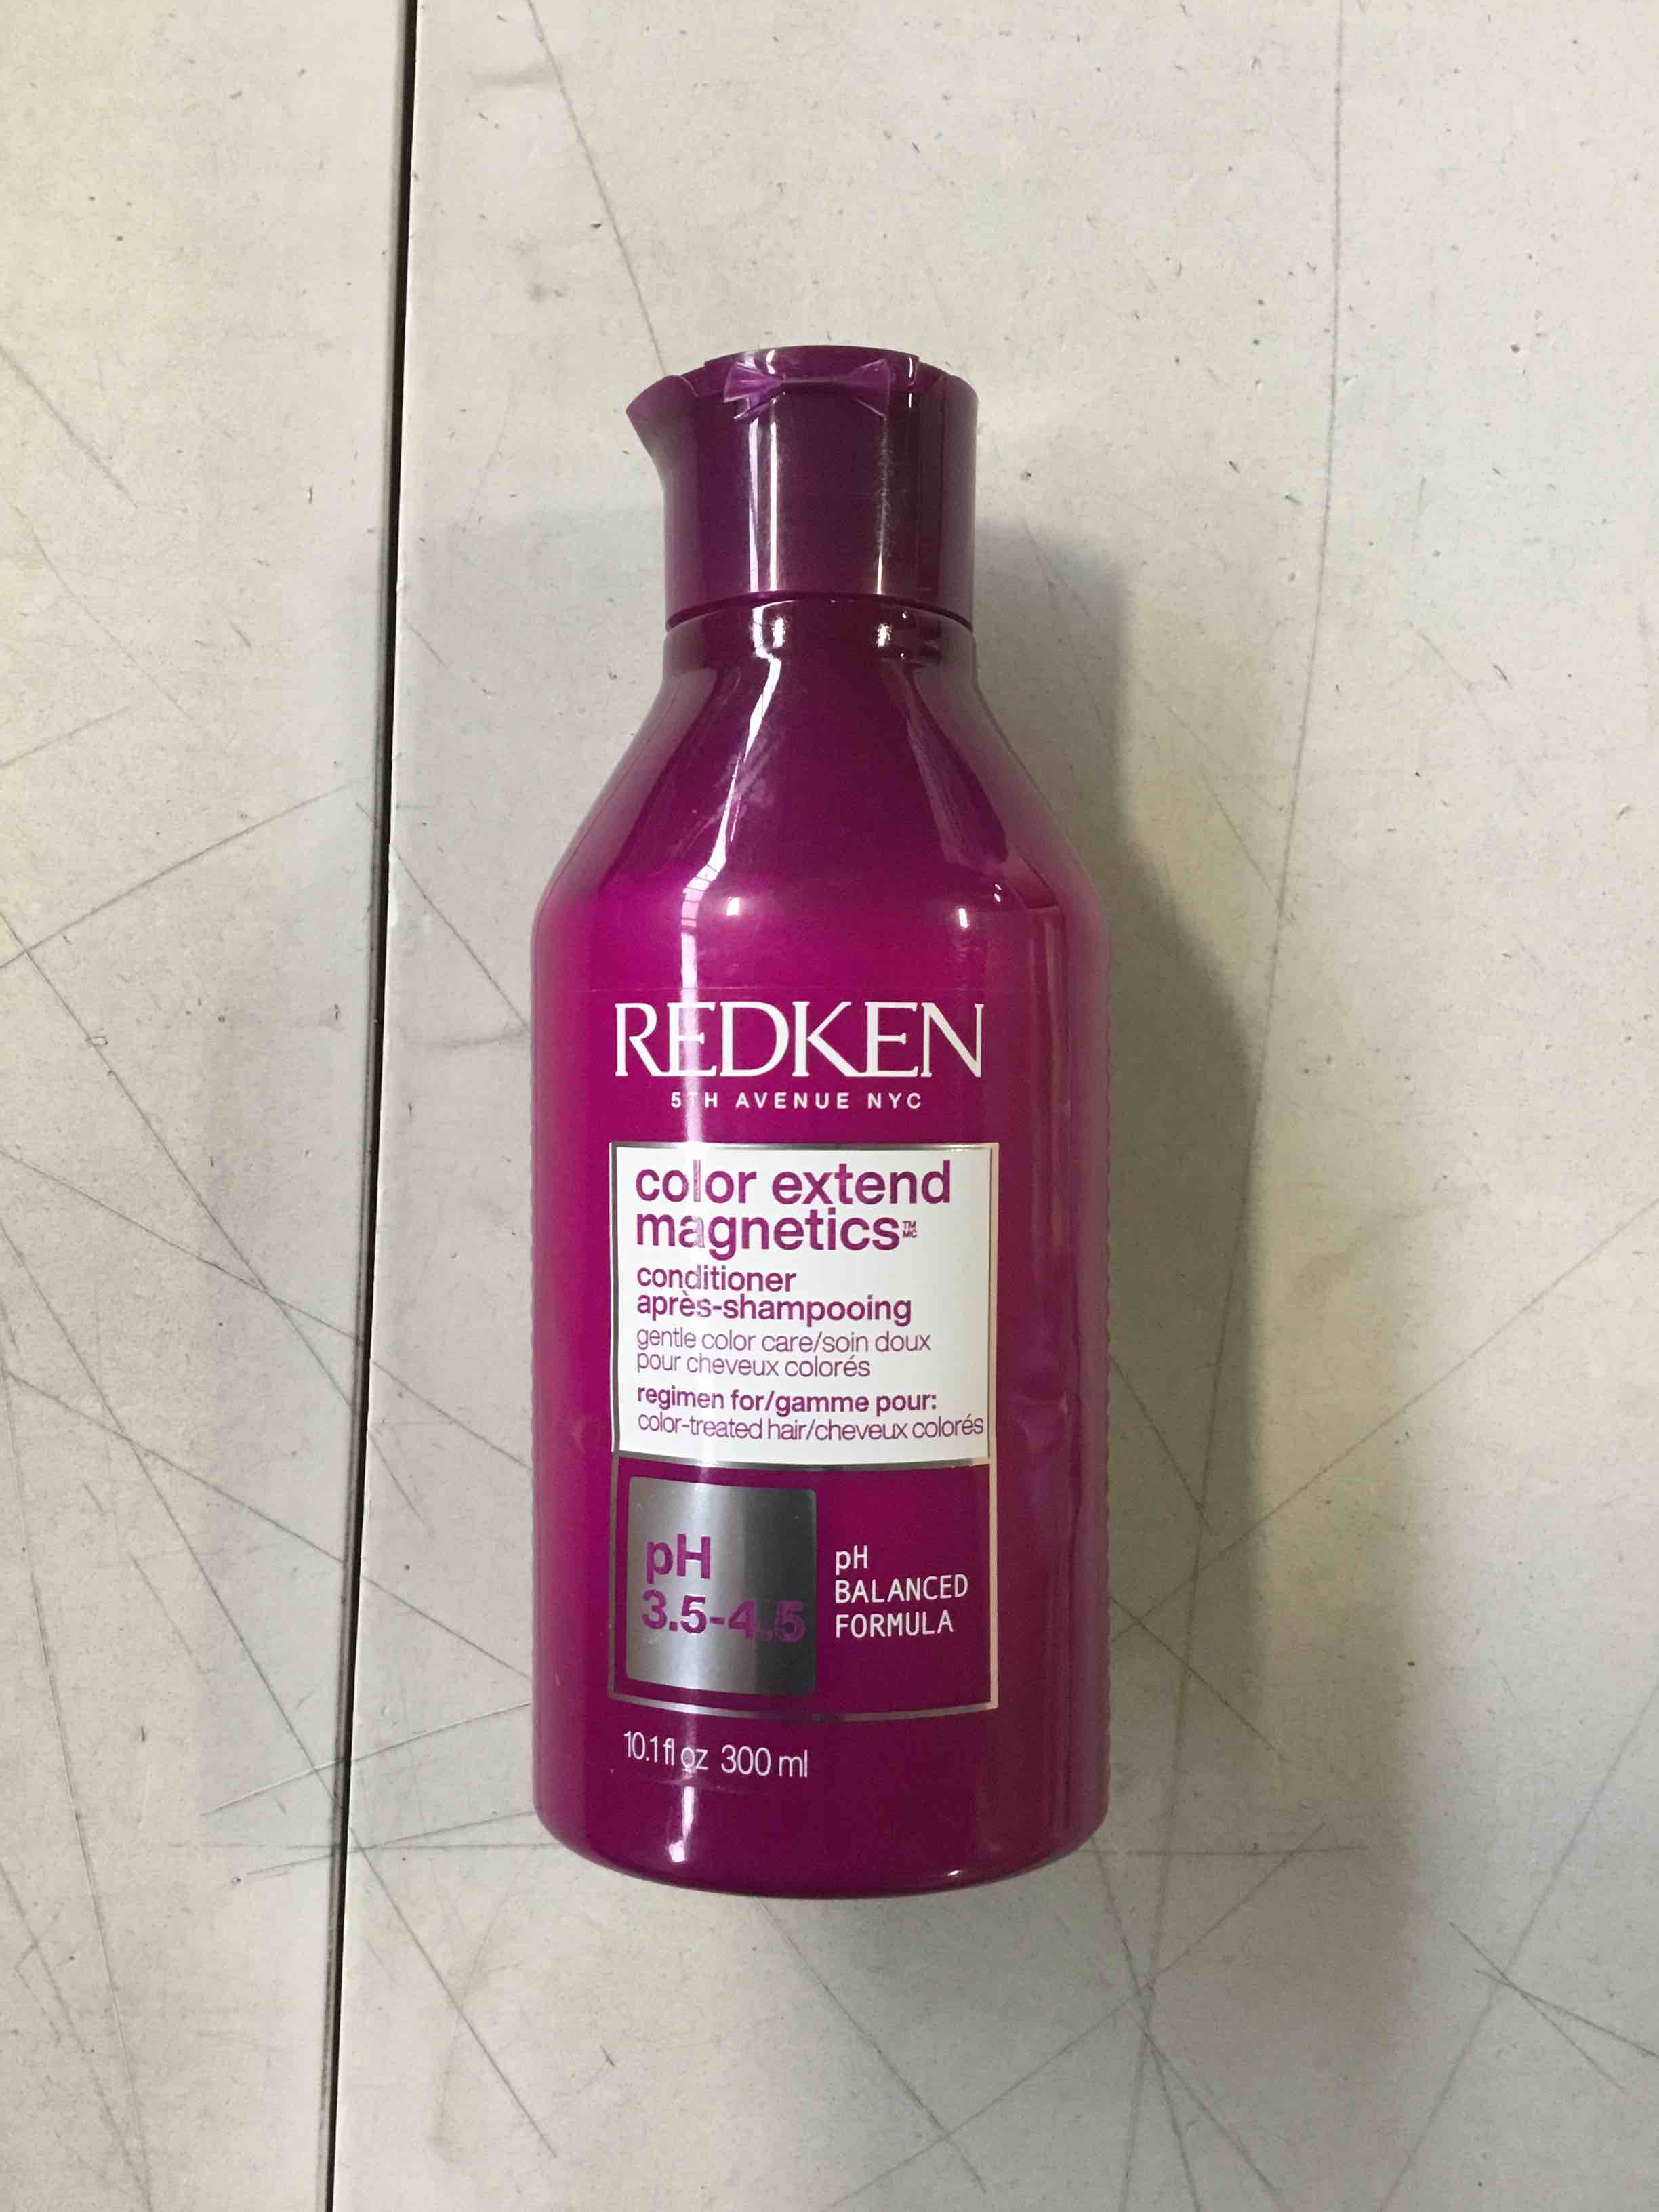 REDKEN
5TH AVENUE NYC
color extend
magnetics™ MC
conditioner
après-shampooing
gentle color care/soin doux
pour cheveux colorés
regimen for/gamme pour:
color-treated hair/cheveux colorés
pH
3.5-4.5
pH
BALANCED
FORMULA
10.1 fl oz 300 ml